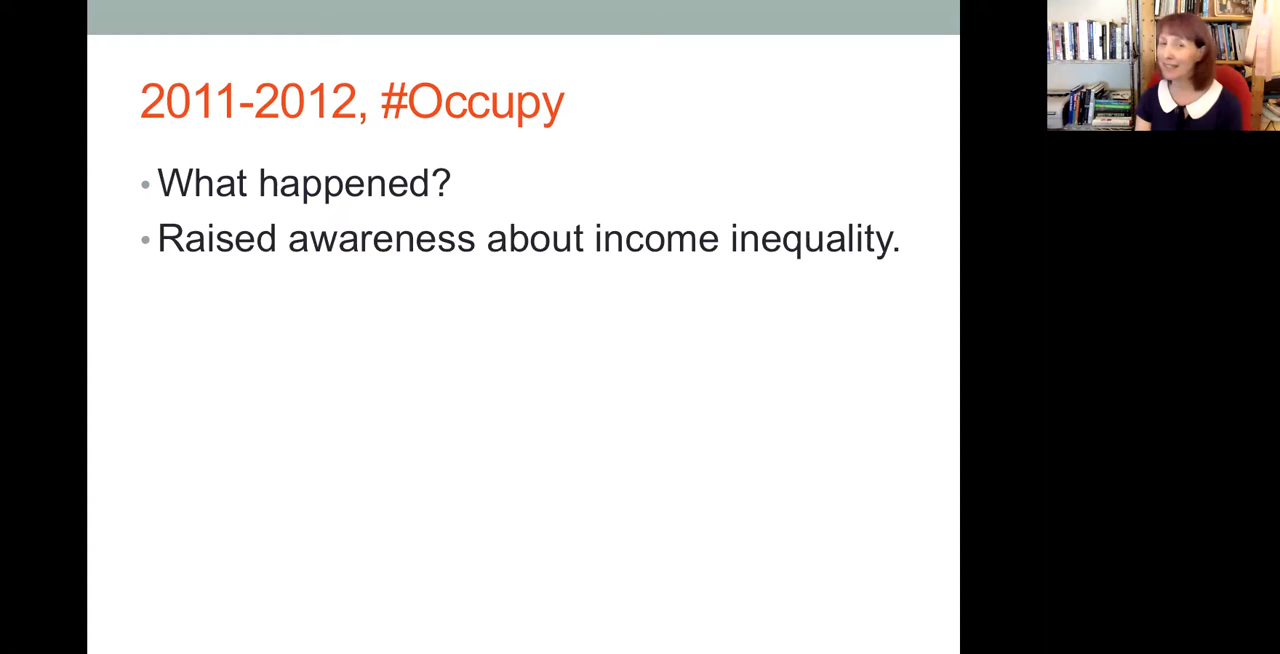 2011-2012, #Occupy
• What happened?
• Raised awareness about income inequality.